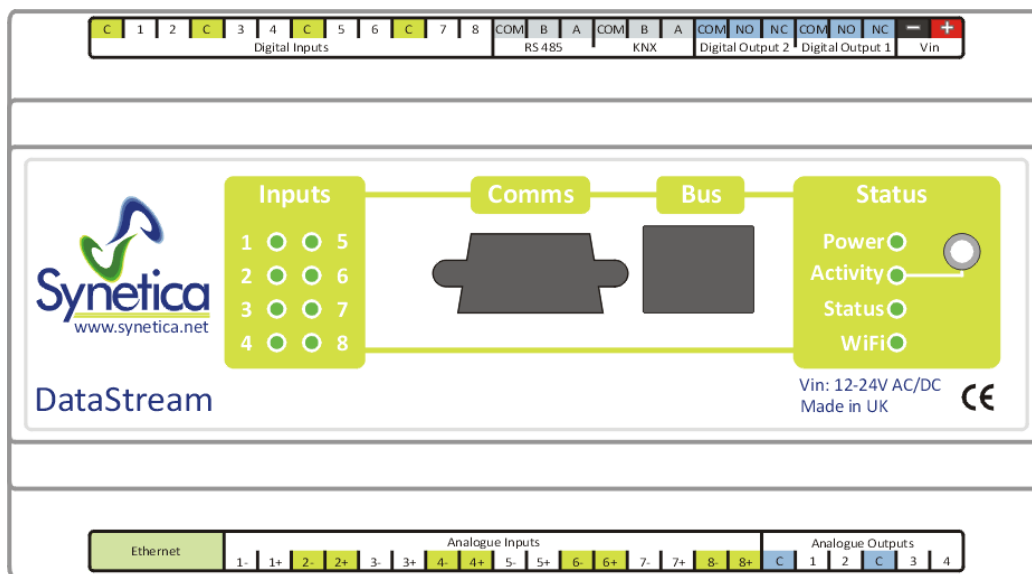 C 1 2 C 3 4 C 5 6 C 7 8 COM B A COM B A COM NO NC COM NO NC − +
Digital Inputs RS 485 KNX Digital Output 2 Digital Output 1 Vin
Inputs Comms Bus Status
1 5
2 6
3 7
4 8
Power
Activity
Status
WiFi
Synetica
www.synetica.net
DataStream
Vin: 12-24V AC/DC
Made in UK
CE
Ethernet
Analogue Inputs Analogue Outputs
1- 1+ 2- 2+ 3- 3+ 4- 4+ 5- 5+ 6- 6+ 7- 7+ 8- 8+ C 1 2 C 3 4